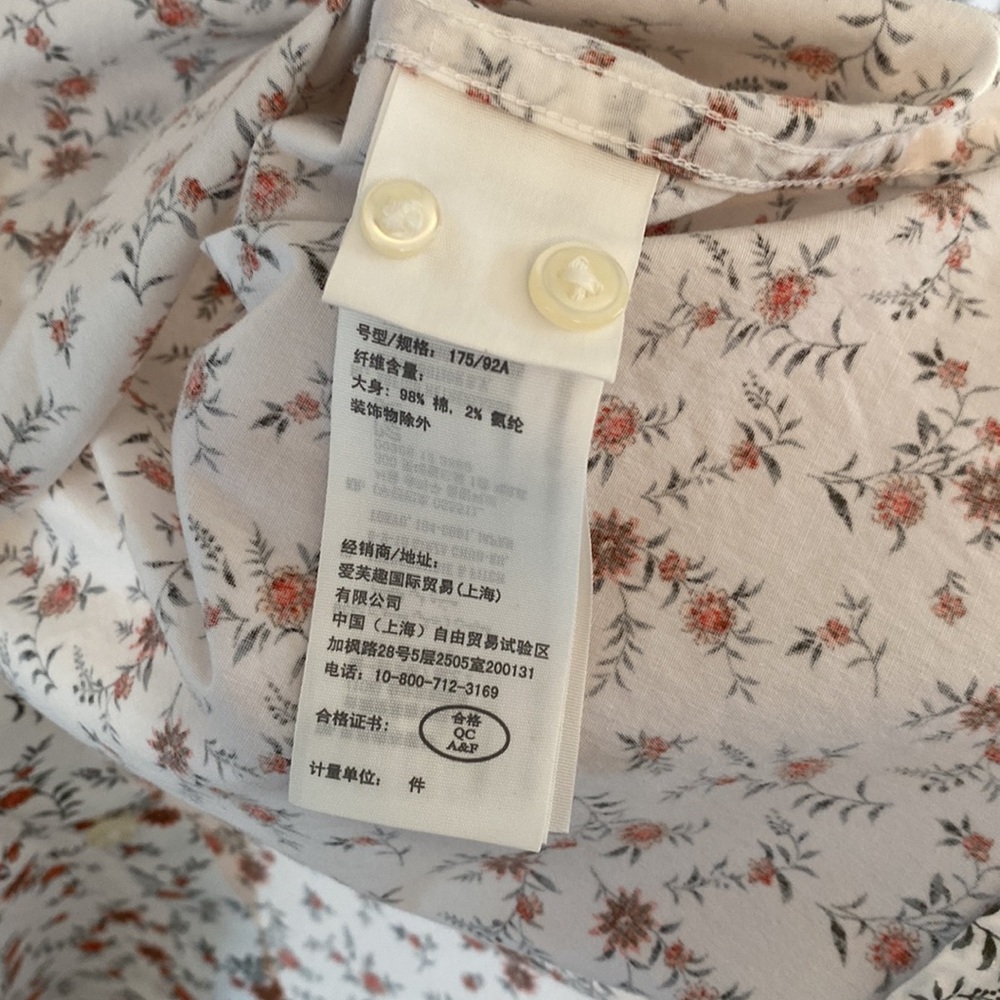 号型/规格: 175/92A
纤维含量:
大身: 98% 棉, 2% 氨纶
装饰物除外
经销商/地址:
爱芙趣国际贸易(上海)
有限公司
中国(上海)自由贸易试验区
加枫路28号5层2505室200131
电话: 10-800-712-3169
合格证书:
合格
QC
A&F
计量单位: 件